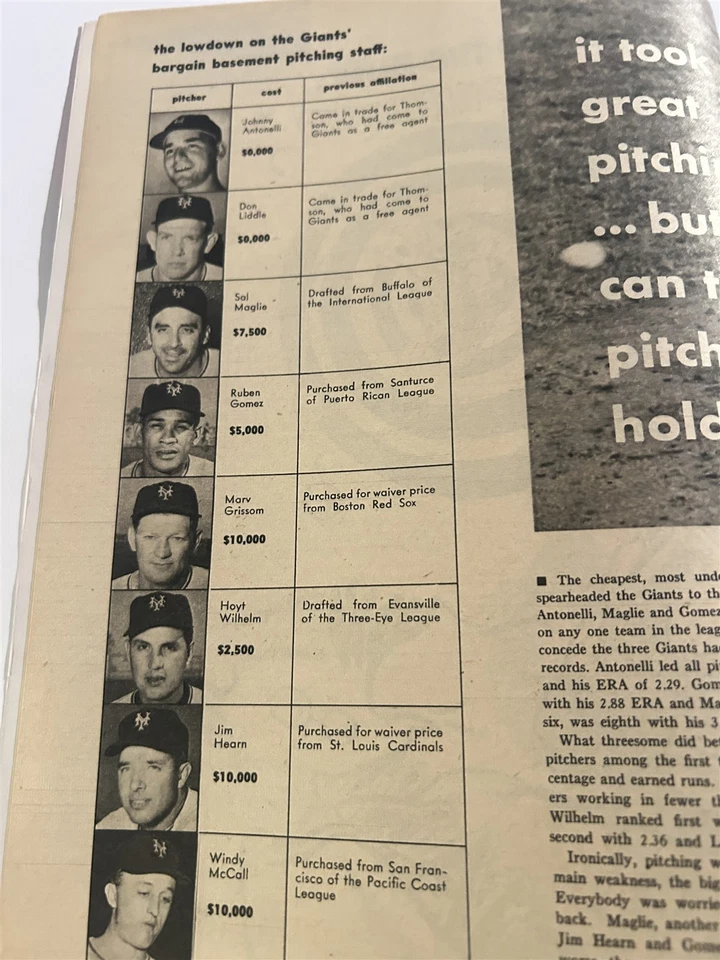 the lowdown on the Giants'
bargain basement pitching staff:
pitcher cost previous affiliation
Johnny
Antonelli
$0,000
Came in trade for Thom-
son, who had come to
Giants as a free agent
Don
Liddle
$0,000
Came in trade for Thom-
son, who had come to
Giants as a free agent
Sal
Maglie
$7,500
Drafted from Buffalo of
the International League
Ruben
Gomez
$5,000
Purchased from Santurce
of Puerto Rican League
Marv
Grissom
$10,000
Purchased for waiver price
from Boston Red Sox
Hoyt
Wilhelm
$2,500
Drafted from Evansville
of the Three-Eye League
Jim
Hearn
$10,000
Purchased for waiver price
from St. Louis Cardinals
Windy
McCall
$10,000
Purchased from San Fran-
cisco of the Pacific Coast
League
it took
great
pitchi
... but
can t
pitch
hold
■ The cheapest, most unde
spearheaded the Giants to th
Antonelli, Maglie and Gomez
on any one team in the leag
concede the three Giants ha
records. Antonelli led all pi
and his ERA of 2.29. Gom
with his 2.88 ERA and Ma
six, was eighth with his 3
What threesome did bet
pitchers among the first
centage and earned runs.
ers working in fewer th
Wilhelm ranked first w
second with 2.36 and L
Ironically, pitching w
main weakness, the big
Everybody was worrie
back. Maglie, another
Jim Hearn and Gome